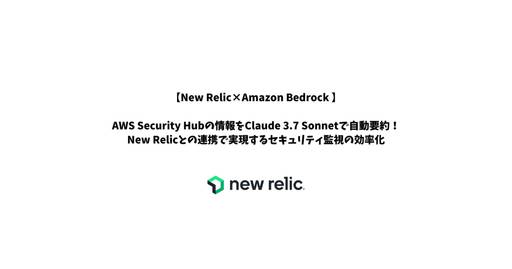 【New Relic×Amazon Bedrock 】
AWS Security Hubの情報をClaude 3.7 Sonnetで自動要約！
New Relicとの連携で実現するセキュリティ監視の効率化
new relic.